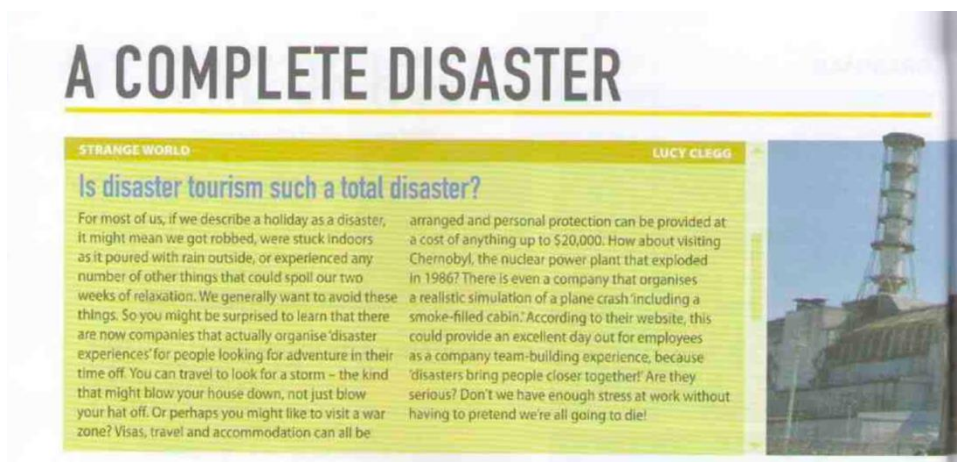 A COMPLETE DISASTER
STRANGE WORLD
LUCY CLEGG
Is disaster tourism such a total disaster?
For most of us, if we describe a holiday as a disaster,
it might mean we got robbed, were stuck indoors
as it poured with rain outside, or experienced any
number of other things that could spoil our two
weeks of relaxation. We generally want to avoid these
things. So you might be surprised to learn that there
are now companies that actually organise 'disaster
experiences' for people looking for adventure in their
time off. You can travel to look for a storm – the kind
that might blow your house down, not just blow
your hat off. Or perhaps you might like to visit a war
zone? Visas, travel and accommodation can all be
arranged and personal protection can be provided at
a cost of anything up to $20,000. How about visiting
Chernobyl, the nuclear power plant that exploded
in 1986? There is even a company that organises
a realistic simulation of a plane crash 'including a
smoke-filled cabin.' According to their website, this
could provide an excellent day out for employees
as a company team-building experience, because
'disasters bring people closer together!' Are they
serious? Don't we have enough stress at work without
having to pretend we're all going to die!